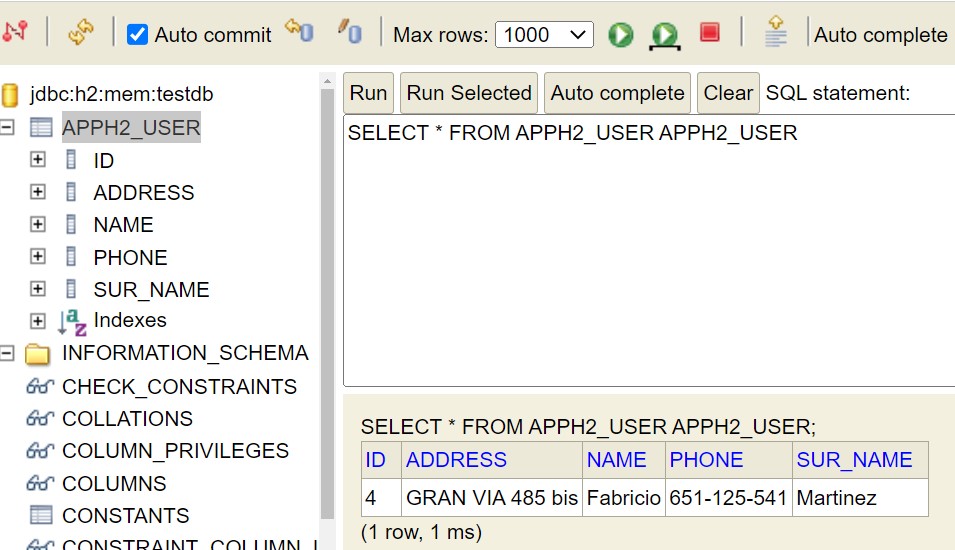 Auto commit Max rows: 1000 Auto complete
jdbc:h2:mem:testdb
APPH2_USER
ID
ADDRESS
NAME
PHONE
SUR_NAME
Indexes
INFORMATION_SCHEMA
CHECK_CONSTRAINTS
COLLATIONS
COLUMN_PRIVILEGES
COLUMNS
CONSTANTS
Run Run Selected Auto complete Clear SQL statement:
SELECT * FROM APPH2_USER APPH2_USER
SELECT * FROM APPH2_USER APPH2_USER;
ID ADDRESS NAME PHONE SUR_NAME
4 GRAN VIA 485 bis Fabricio 651-125-541 Martinez
(1 row, 1 ms)